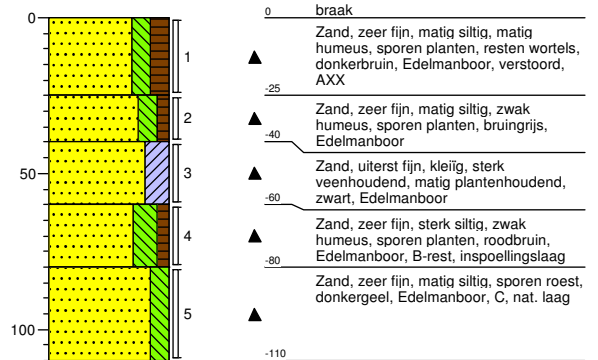 0
0
braak
Zand, zeer fijn, matig siltig, matig
humeus, sporen planten, resten wortels,
donkerbruin, Edelmanboor, verstoord,
AXX
1
-25
Zand, zeer fijn, matig siltig, zwak
humeus, sporen planten, bruingrijs,
Edelmanboor
2
-40
Zand, uiterst fijn, kleiïg, sterk
veenhoudend, matig plantenhoudend,
zwart, Edelmanboor
50
3
-60
Zand, zeer fijn, sterk siltig, zwak
humeus, sporen planten, roodbruin,
Edelmanboor, B-rest, inspoellingslaag
4
-80
Zand, zeer fijn, matig siltig, sporen roest,
donkergeel, Edelmanboor, C, nat. laag
5
100
-110